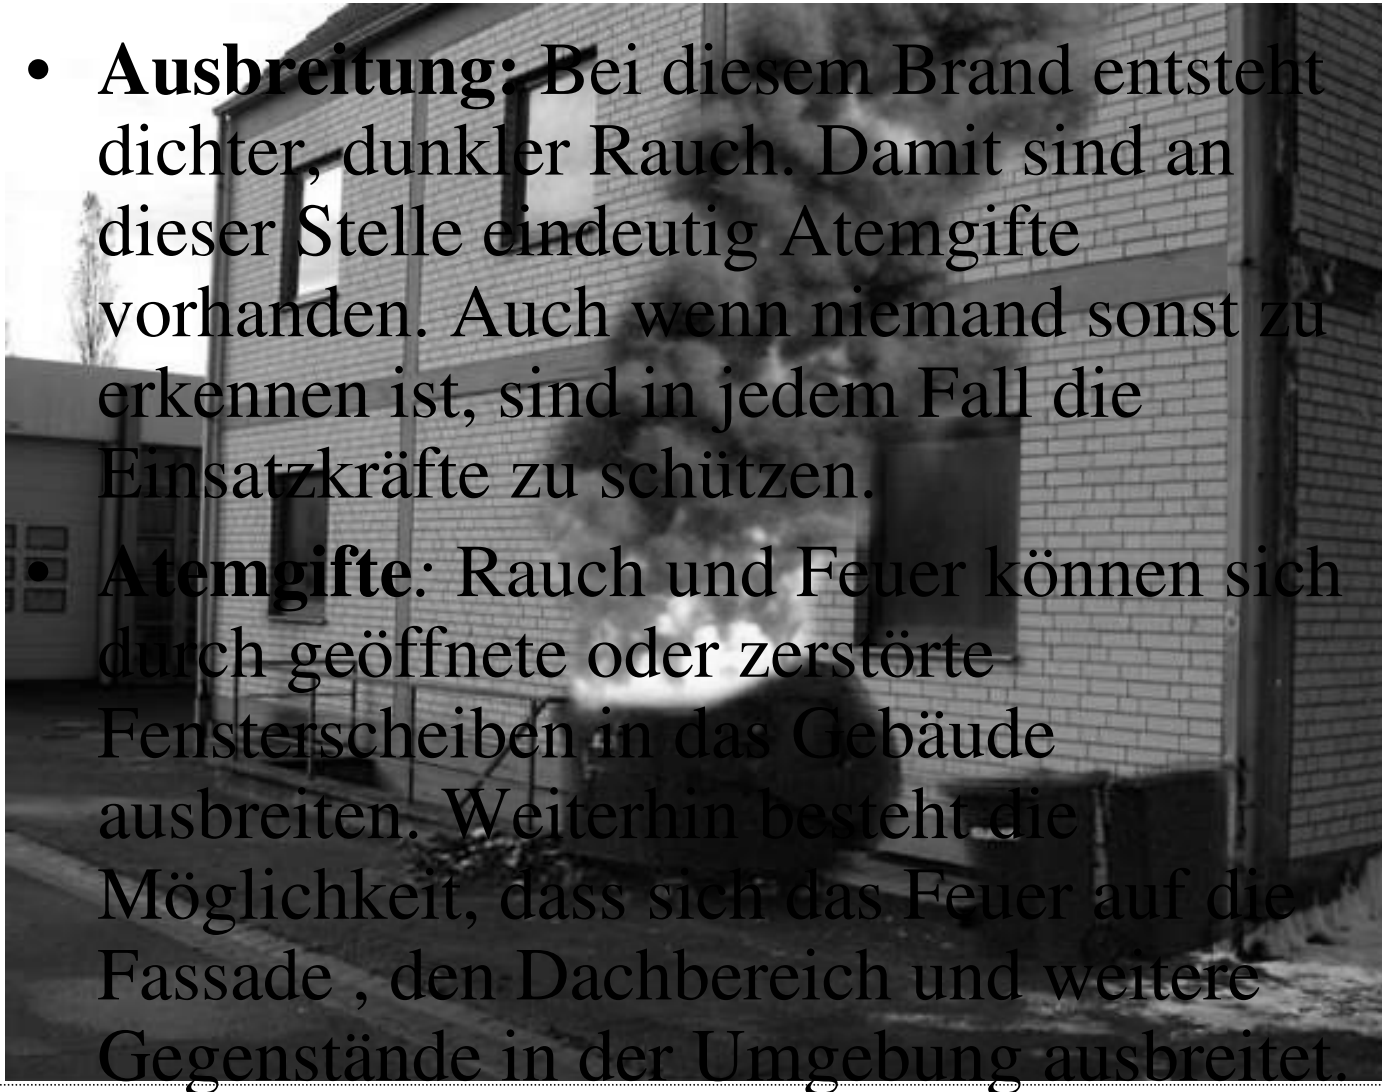 • Ausbreitung: Bei diesem Brand entsteht
dichter, dunkler Rauch. Damit sind an
dieser Stelle eindeutig Atemgifte
vorhanden. Auch wenn niemand sonst zu
erkennen ist, sind in jedem Fall die
Einsatzkräfte zu schützen.
• Atemgifte: Rauch und Feuer können sich
durch geöffnete oder zerstörte
Fensterscheiben in das Gebäude
ausbreiten. Weiterhin besteht die
Möglichkeit, dass sich das Feuer auf die
Fassade , den Dachbereich und weitere
Gegenstände in der Umgebung ausbreitet.